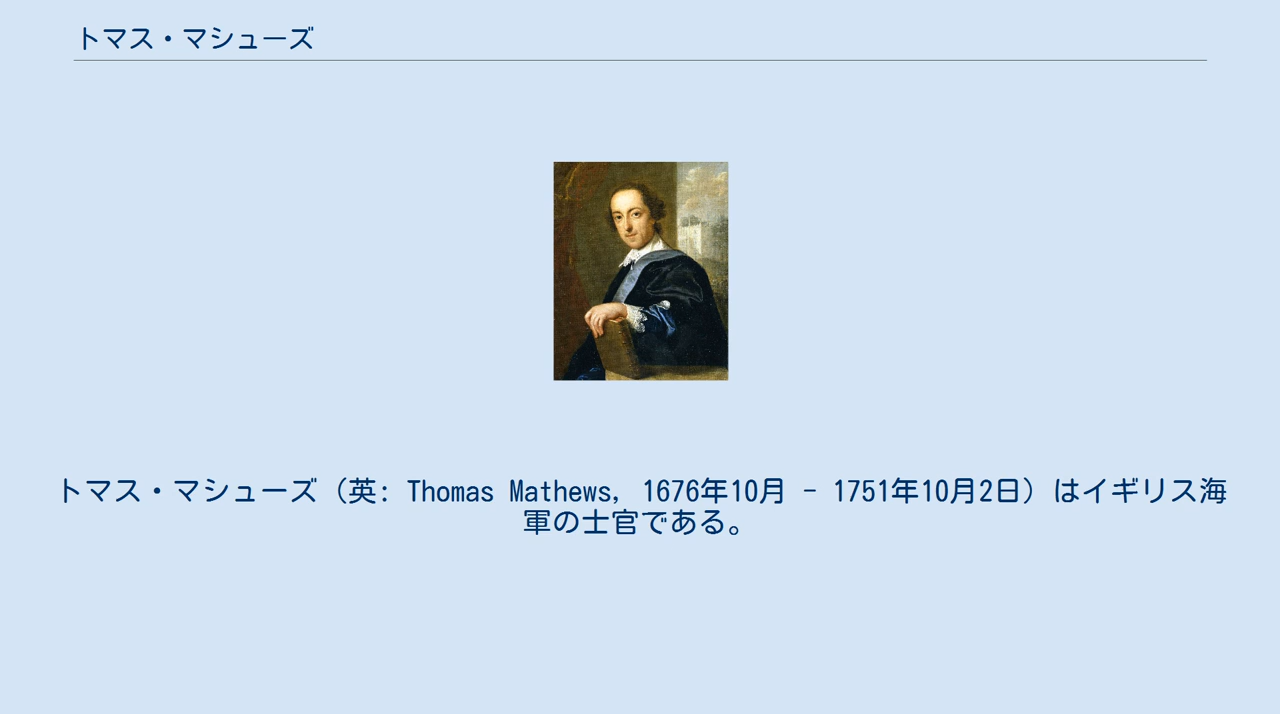 トマス・マシューズ
トマス・マシューズ（英: Thomas Mathews, 1676年10月 - 1751年10月2日）はイギリス海
軍の士官である。